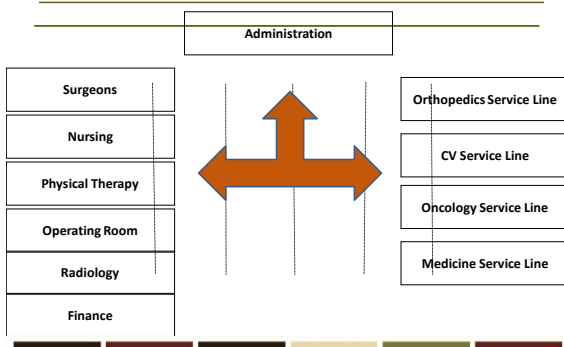 Administration
Surgeons
Nursing
Physical Therapy
Operating Room
Radiology
Finance
Orthopedics Service Line
CV Service Line
Oncology Service Line
Medicine Service Line